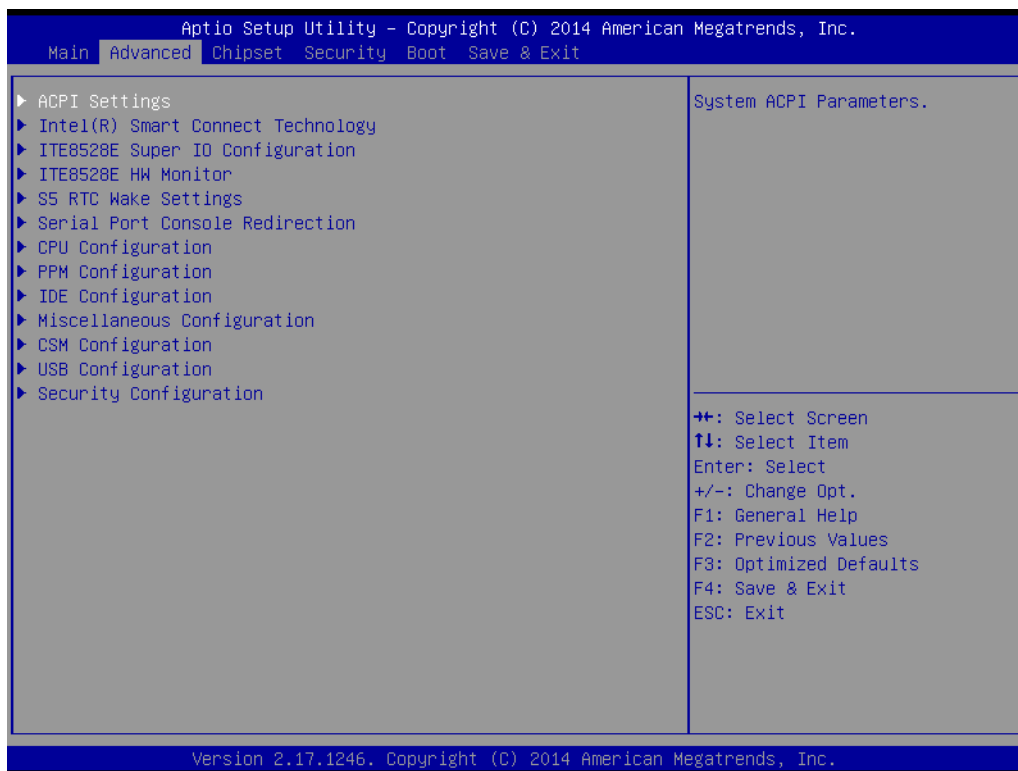 Aptio Setup Utility – Copyright (C) 2014 American Megatrends, Inc.
Main Advanced Chipset Security Boot Save & Exit
▶ ACPI Settings
▶ Intel(R) Smart Connect Technology
▶ ITE8528E Super IO Configuration
▶ ITE8528E HW Monitor
▶ S5 RTC Wake Settings
▶ Serial Port Console Redirection
▶ CPU Configuration
▶ PPM Configuration
▶ IDE Configuration
▶ Miscellaneous Configuration
▶ CSM Configuration
▶ USB Configuration
▶ Security Configuration
System ACPI Parameters.
→←: Select Screen
↑↓: Select Item
Enter: Select
+/-: Change Opt.
F1: General Help
F2: Previous Values
F3: Optimized Defaults
F4: Save & Exit
ESC: Exit
Version 2.17.1246. Copyright (C) 2014 American Megatrends, Inc.